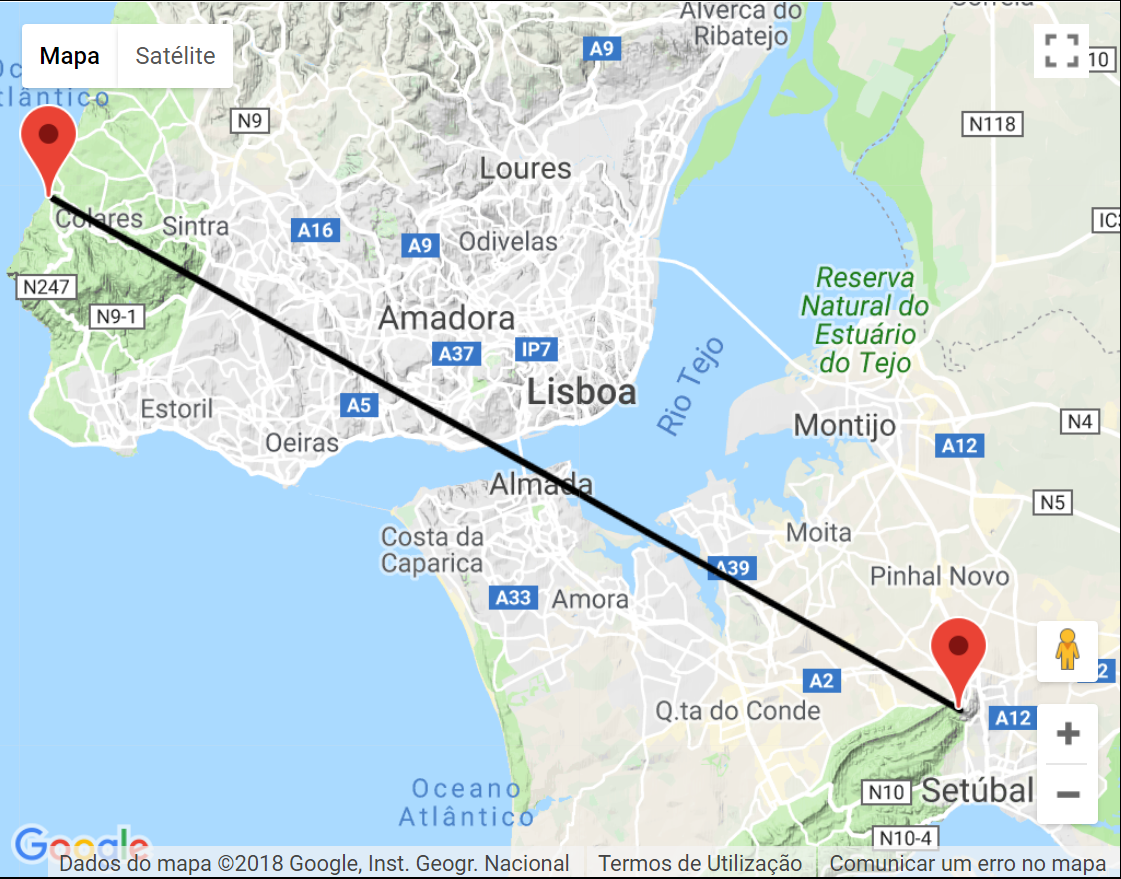 Mapa
Satélite
Alverca do
Ribatejo
A9
10
tlântico
N9
N118
Loures
Colares
Sintra
A16
A9
Odivelas
N247
N9-1
Reserva
Natural do
Estuário
do Tejo
Amadora
A37
IP7
Rio Tejo
Lisboa
Estoril
A5
Oeiras
Montijo
N4
A12
Almada
N5
Costa da
Caparica
Moita
A39
Pinhal Novo
A33
Amora
A2
2
Q.ta do Conde
A12
Oceano
Atlântico
N10
Setúbal
N10-4
Google
Dados do mapa ©2018 Google, Inst. Geogr. Nacional
Termos de Utilização
Comunicar um erro no mapa